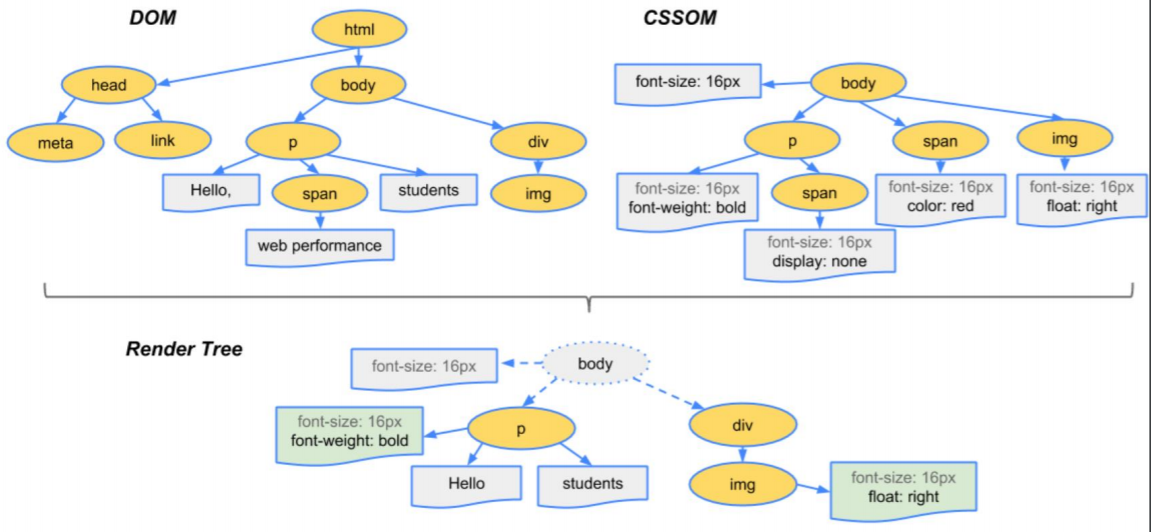 DOM
CSSOM
html
head
body
meta
link
p
div
Hello,
span
students
img
web performance
font-size: 16px
body
p
span
img
font-size: 16px
font-weight: bold
span
font-size: 16px
color: red
font-size: 16px
float: right
font-size: 16px
display: none
Render Tree
font-size: 16px
body
font-size: 16px
font-weight: bold
p
div
Hello
students
img
font-size: 16px
float: right